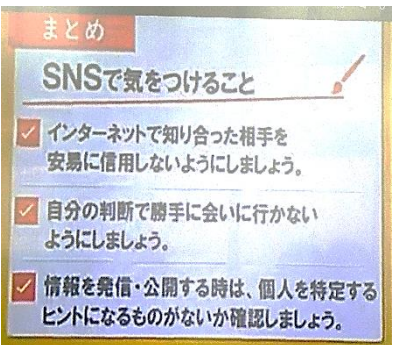 まとめ
SNSで気をつけること
インターネットで知り合った相手を
安易に信用しないようにしましょう。
自分の判断で勝手に会いに行かない
ようにしましょう。
情報を発信・公開する時は、個人を特定する
ヒントになるものがないか確認しましょう。